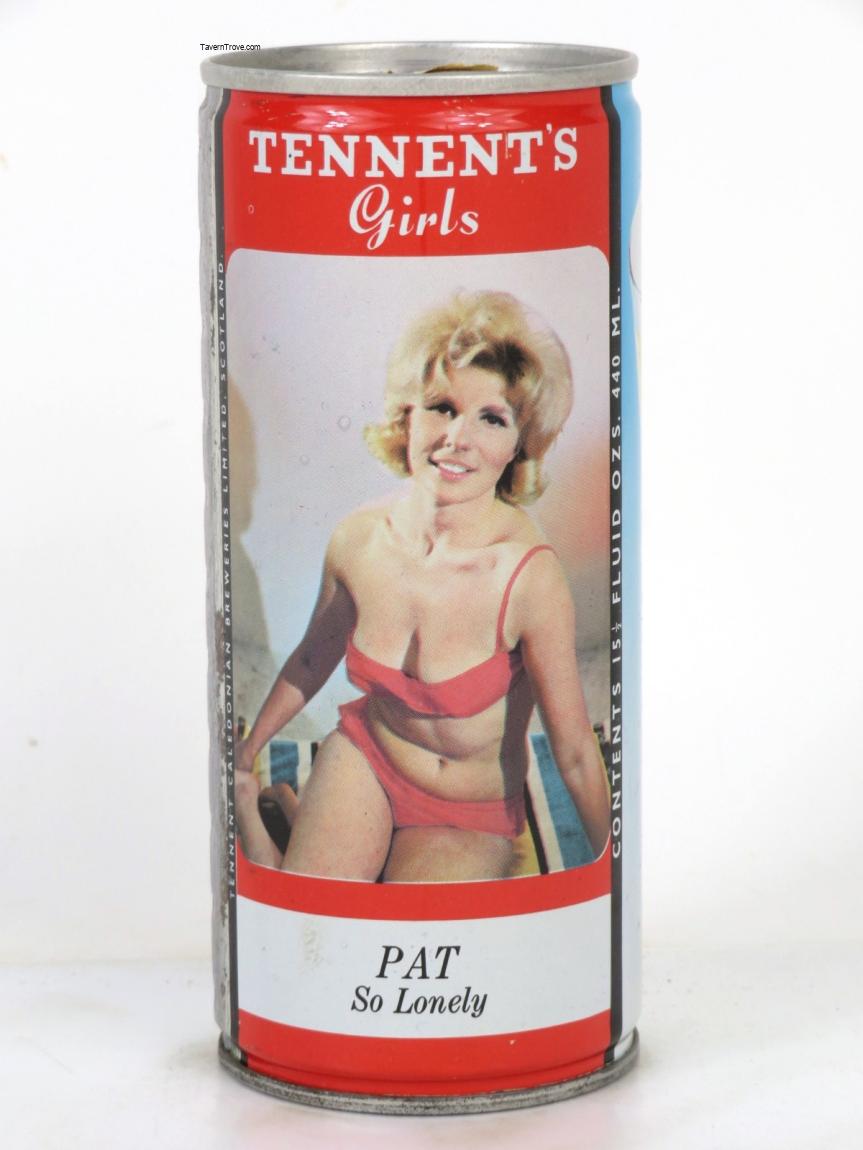 TavernTrove.com
TENNENT'S
Girls
TENNENT CALEDONIAN BREWERIES LIMITED. SCOTLAND.
CONTENTS 15½ FLUID OZS. 440 ML.
PAT
So Lonely